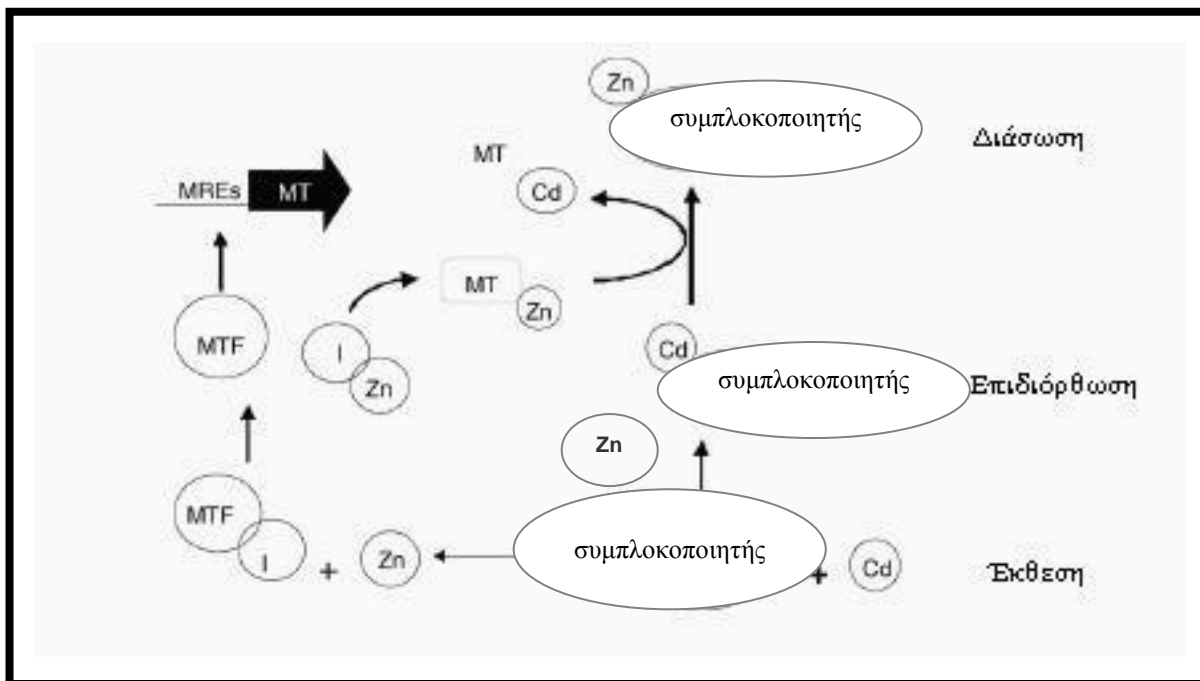 Zn
συμπλοκοποιητής
Διάσωση
MT
Cd
MREs MT
MT
Zn
MTF
I
Zn
Cd
συμπλοκοποιητής
Επιδιόρθωση
Zn
MTF
I
+
Zn
συμπλοκοποιητής
+
Cd
Έκθεση